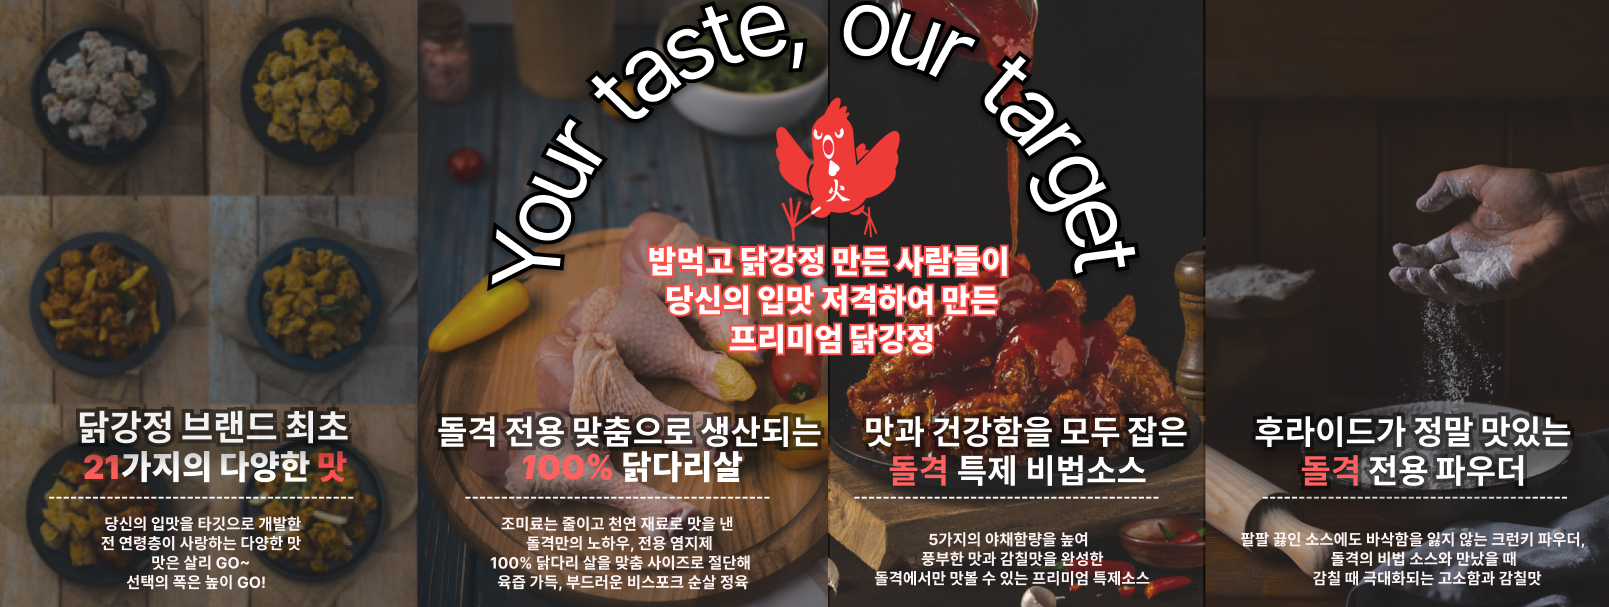 Your taste, our target
火
밥먹고 닭강정 만든 사람들이
당신의 입맛 저격하여 만든
프리미엄 닭강정
닭강정 브랜드 최초
21가지의 다양한 맛
당신의 입맛을 타깃으로 개발한
전 연령층이 사랑하는 다양한 맛
맛은 살리 GO~
선택의 폭은 높이 GO!
돌격 전용 맞춤으로 생산되는
100% 닭다리살
조미료는 줄이고 천연 재료로 맛을 낸
돌격만의 노하우, 전용 염지제
100% 닭다리 살을 맞춤 사이즈로 절단해
육즙 가득, 부드러운 비스포크 순살 정육
맛과 건강함을 모두 잡은
돌격 특제 비법소스
5가지의 야채함량을 높여
풍부한 맛과 감칠맛을 완성한
돌격에서만 맛볼 수 있는 프리미엄 특제소스
후라이드가 정말 맛있는
돌격 전용 파우더
팔팔 끓인 소스에도 바삭함을 잃지 않는 크런키 파우더,
돌격의 비법 소스와 만났을 때
감칠 때 극대화되는 고소함과 감칠맛